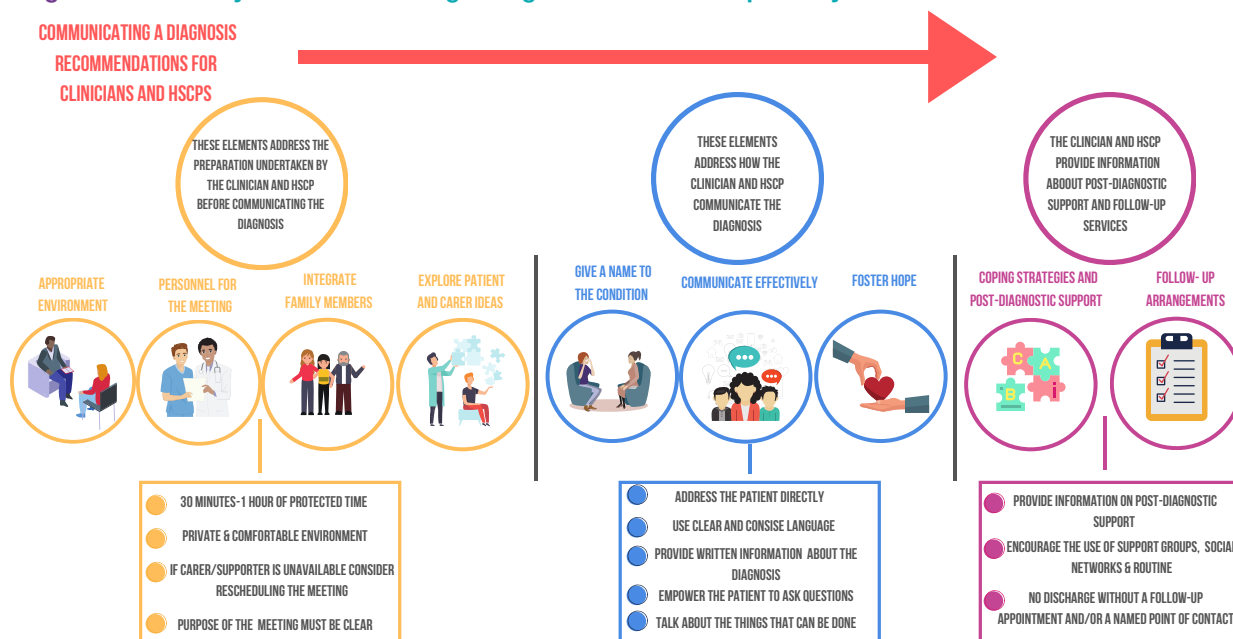 COMMUNICATING A DIAGNOSIS
RECOMMENDATIONS FOR
CLINICIANS AND HSCPS
THESE ELEMENTS ADDRESS THE
PREPARATION UNDERTAKEN BY
THE CLINICIAN AND HSCP
BEFORE COMMUNICATING THE
DIAGNOSIS
APPROPRIATE
ENVIRONMENT
PERSONNEL FOR
THE MEETING
INTEGRATE
FAMILY MEMBERS
EXPLORE PATIENT
AND CARER IDEAS
30 MINUTES-1 HOUR OF PROTECTED TIME
PRIVATE & COMFORTABLE ENVIRONMENT
IF CARER/SUPPORTER IS UNAVAILABLE CONSIDER
RESCHEDULING THE MEETING
PURPOSE OF THE MEETING MUST BE CLEAR
THESE ELEMENTS
ADDRESS HOW THE
CLINICIAN AND HSCP
COMMUNICATE THE
DIAGNOSIS
GIVE A NAME TO
THE CONDITION
COMMUNICATE EFFECTIVELY
FOSTER HOPE
ADDRESS THE PATIENT DIRECTLY
USE CLEAR AND CONSISE LANGUAGE
PROVIDE WRITTEN INFORMATION ABOUT THE
DIAGNOSIS
EMPOWER THE PATIENT TO ASK QUESTIONS
TALK ABOUT THE THINGS THAT CAN BE DONE
THE CLINCIAN AND HSCP
PROVIDE INFORMATION
ABOUT POST-DIAGNOSTIC
SUPPORT AND FOLLOW-UP
SERVICES
COPING STRATEGIES AND
POST-DIAGNOSTIC SUPPORT
FOLLOW- UP
ARRANGEMENTS
C A
B i
PROVIDE INFORMATION ON POST-DIAGNOSTIC
SUPPORT
ENCOURAGE THE USE OF SUPPORT GROUPS, SOCIAL
NETWORKS & ROUTINE
NO DISCHARGE WITHOUT A FOLLOW-UP
APPOINTMENT AND/OR A NAMED POINT OF CONTACT